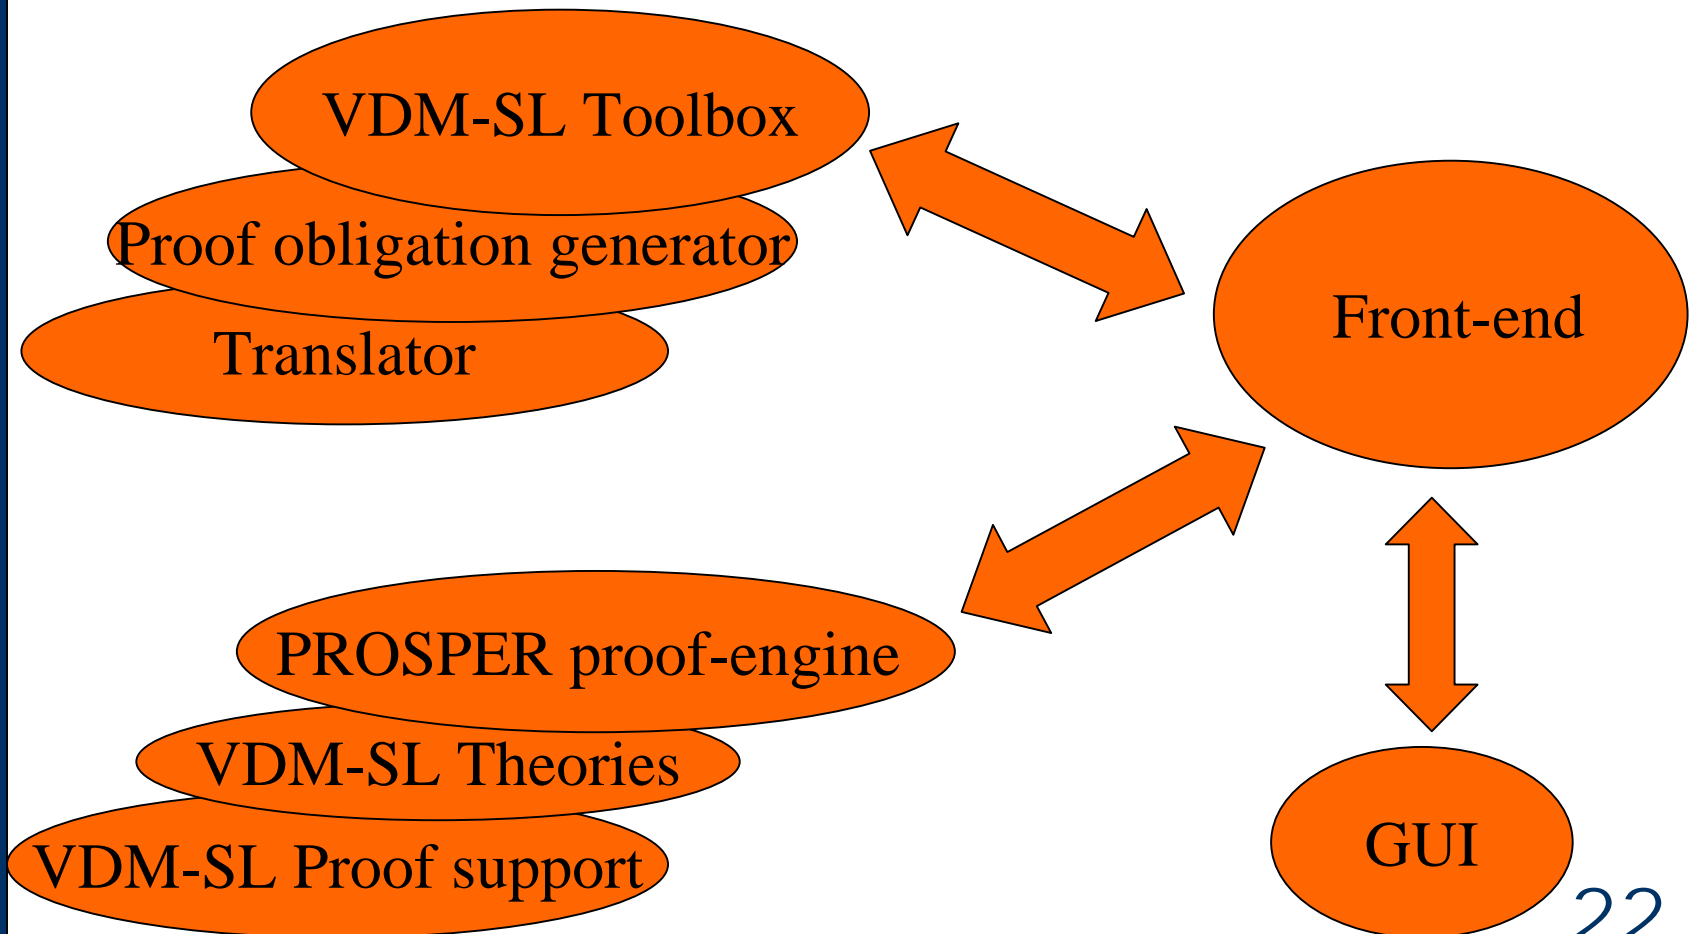 VDM-SL Toolbox
Proof obligation generator
Translator
Front-end
PROSPER proof-engine
VDM-SL Theories
VDM-SL Proof support
GUI
22